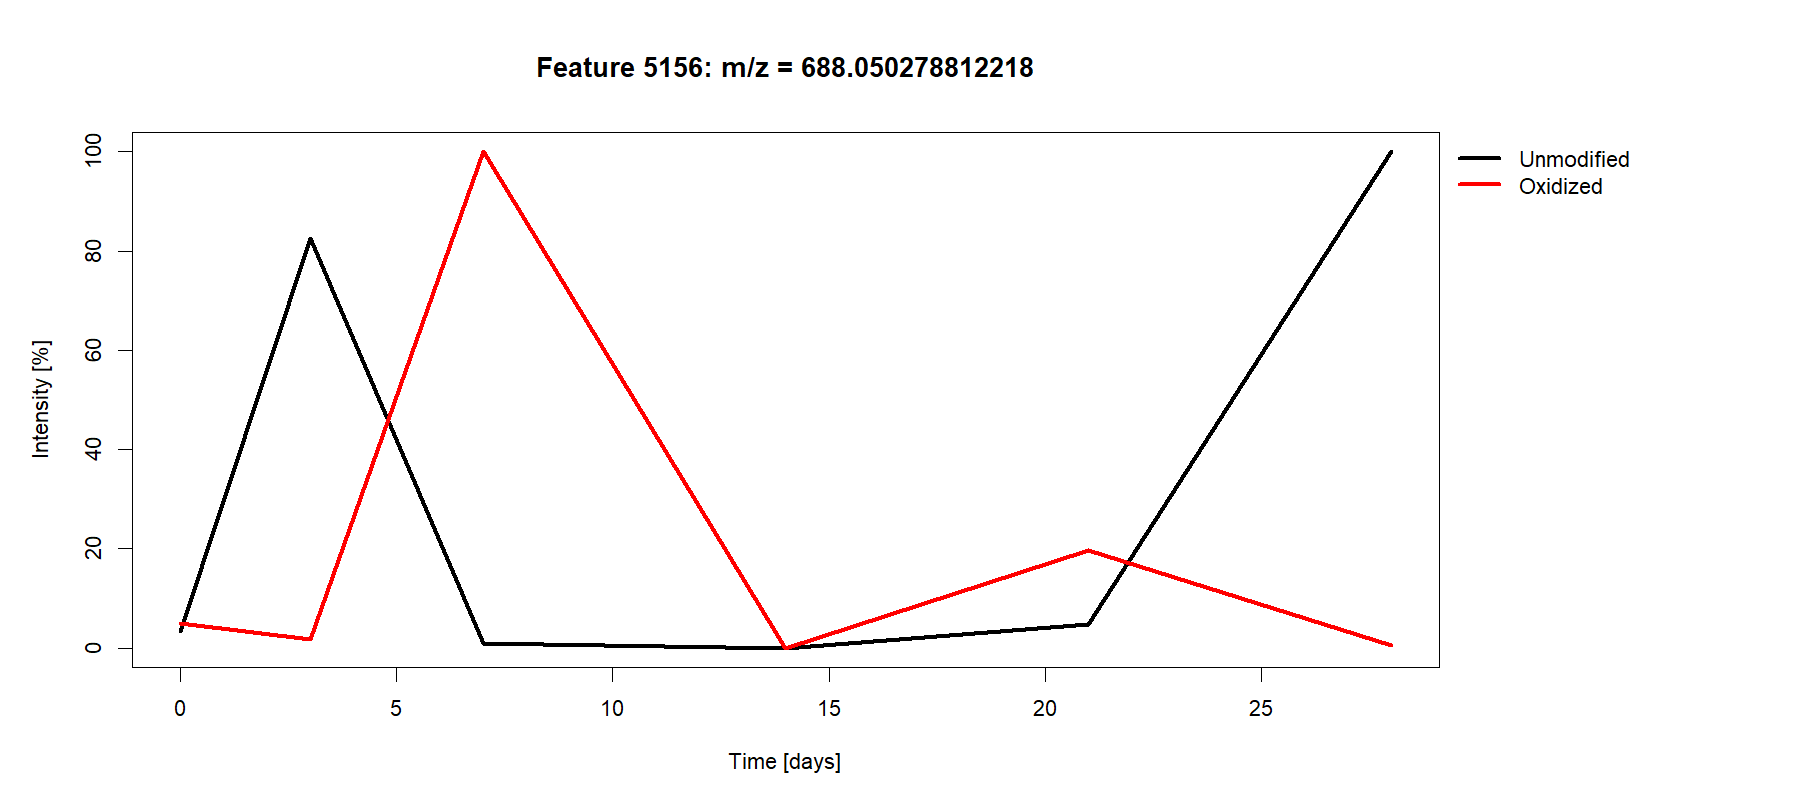 Feature 5156: m/z = 688.050278812218
Unmodified
Oxidized
Intensity [%]
100
80
60
40
20
0
0 5 10 15 20 25
Time [days]